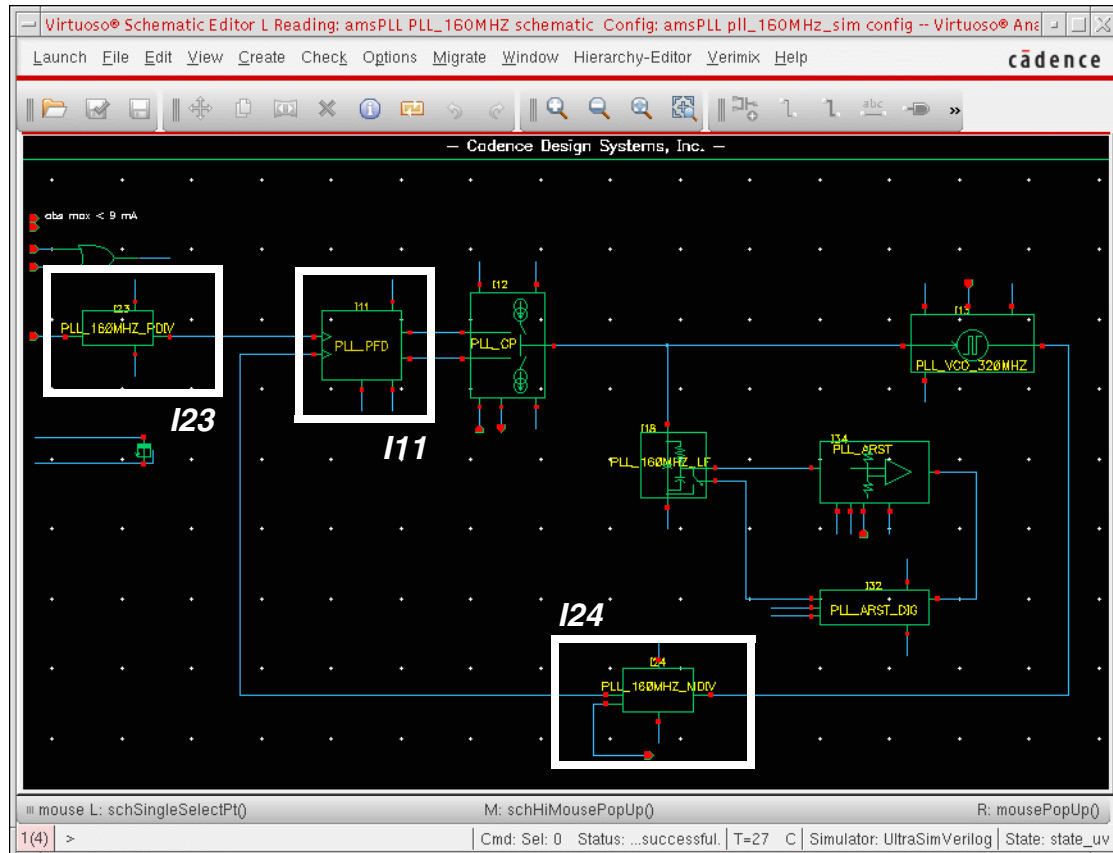 Virtuoso® Schematic Editor L Reading: amsPLL PLL_160MHZ schematic Config: amsPLL pll_160MHz_sim config -- Virtuoso® Ana
Launch File Edit View Create Check Options Migrate Window Hierarchy-Editor Verimix Help
cādence
abc
»
— Cadence Design Systems, Inc. —
abs max < 9 mA
I23
PLL_160MHZ_PDIV
I23
I11
PLL_PFD
I11
I12
PLL_CP
I13
PLL_VCO_320MHZ
I18
PLL_160MHZ_LF
I34
PLL_ARST
I32
PLL_ARST_DIG
I24
I24
PLL_160MHZ_MDIV
mouse L: schSingleSelectPt() M: schHiMousePopUp() R: mousePopUp()
1(4) > Cmd: Sel: 0 Status: ...successful. T=27 C Simulator: UltraSimVerilog State: state_uv